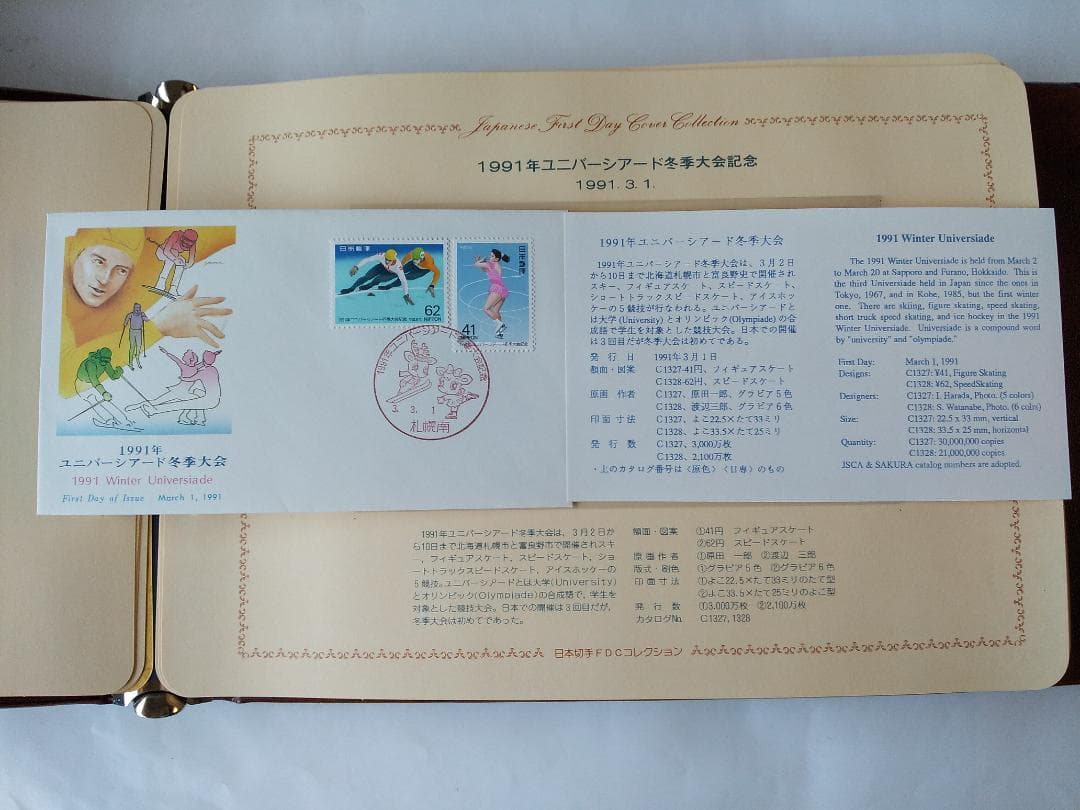 Japanese First Day Cover Collection
1991年ユニバーシアード冬季大会記念
1991.3.1.
日本郵便
62
NIPPON
日本郵便
41
1991年ユニバーシアード冬季大会記念
3. 3. 1
札幌南
1991年
ユニバーシアード冬季大会
1991 Winter Universiade
First Day of Issue March 1, 1991
1991年ユニバーシアード冬季大会
1991年ユニバーシアード冬季大会は、3月2日
から10日まで北海道札幌市と富良野史で開催され
スキー、フィギュアスケート、スピードスケート、
ショートトラックスピードスケート、アイスホッ
ケーの5競技が行なわれる。ユニバーシアードと
は大学(University)とオリンピック(Olympiade)の合
成語で学生を対象とした競技大会。日本での開催
は3回目だが冬季大会は初めてである。
発行日 1991年3月1日
額面・図案 C1327-41円、フィギュアスケート
C1328-62円、スピードスケート
原画作者 C1327、原田一郎、グラビア5色
C1328、渡辺三郎、グラビア6色
印面寸法 C1327、よこ22.5×たて33ミリ
C1328、よこ33.5×たて25ミリ
発行数 C1327、3,000万枚
C1328、2,100万枚
・上のカタログ番号は〈原色〉〈日専〉のもの
1991 Winter Universiade
The 1991 Winter Universiade is held from March 2
to March 20 at Sapporo and Furano, Hokkaido. This is
the third Universiade held in Japan since the ones in
Tokyo, 1967, and in Kobe, 1985, but the first winter
one. There are skiing, figure skating, speed skating,
short truck speed skating, and ice hockey in the 1991
Winter Universiade. Universiade is a compound word
by "university" and "olympiade."
First Day: March 1, 1991
Designs: C1327: ¥41, Figure Skating
C1328: ¥62, SpeedSkating
Designers: C1327: I. Harada, Photo. (5 colors)
C1328: S. Watanabe, Photo. (6 colrs)
Size: C1327: 22.5 x 33 mm, vertical
C1328: 33.5 x 25 mm, horizontal
Quantity: C1327: 30,000,000 copies
C1328: 21,000,000 copies
JSCA & SAKURA catalog numbers are adopted.
1991年ユニバーシアード冬季大会は、3月2日か
ら10日まで北海道札幌市と富良野市で開催されスキ
ー、フィギュアスケート、スピードスケート、ショ
ートトラックスピードスケート、アイスホッケーの
5競技。ユニバーシアードとは大学(University)
とオリンピック(Olympiade)の合成語で、学生を
対象とした競技大会。日本での開催は3回目だが、
冬季大会は初めてであった。
額面・図案 ①41円 フィギュアスケート
②62円 スピードスケート
原画作者 ①原田 一郎 ②渡辺 三郎
版式・刷色 ①グラビア5色 ②グラビア6色
印面寸法 ①よこ22.5×たて33ミリのたて型
②よこ33.5×たて25ミリのよこ型
発行数 ①3,000万枚 ②2,100万枚
カタログNo. C1327, 1328
日本切手FDCコレクション